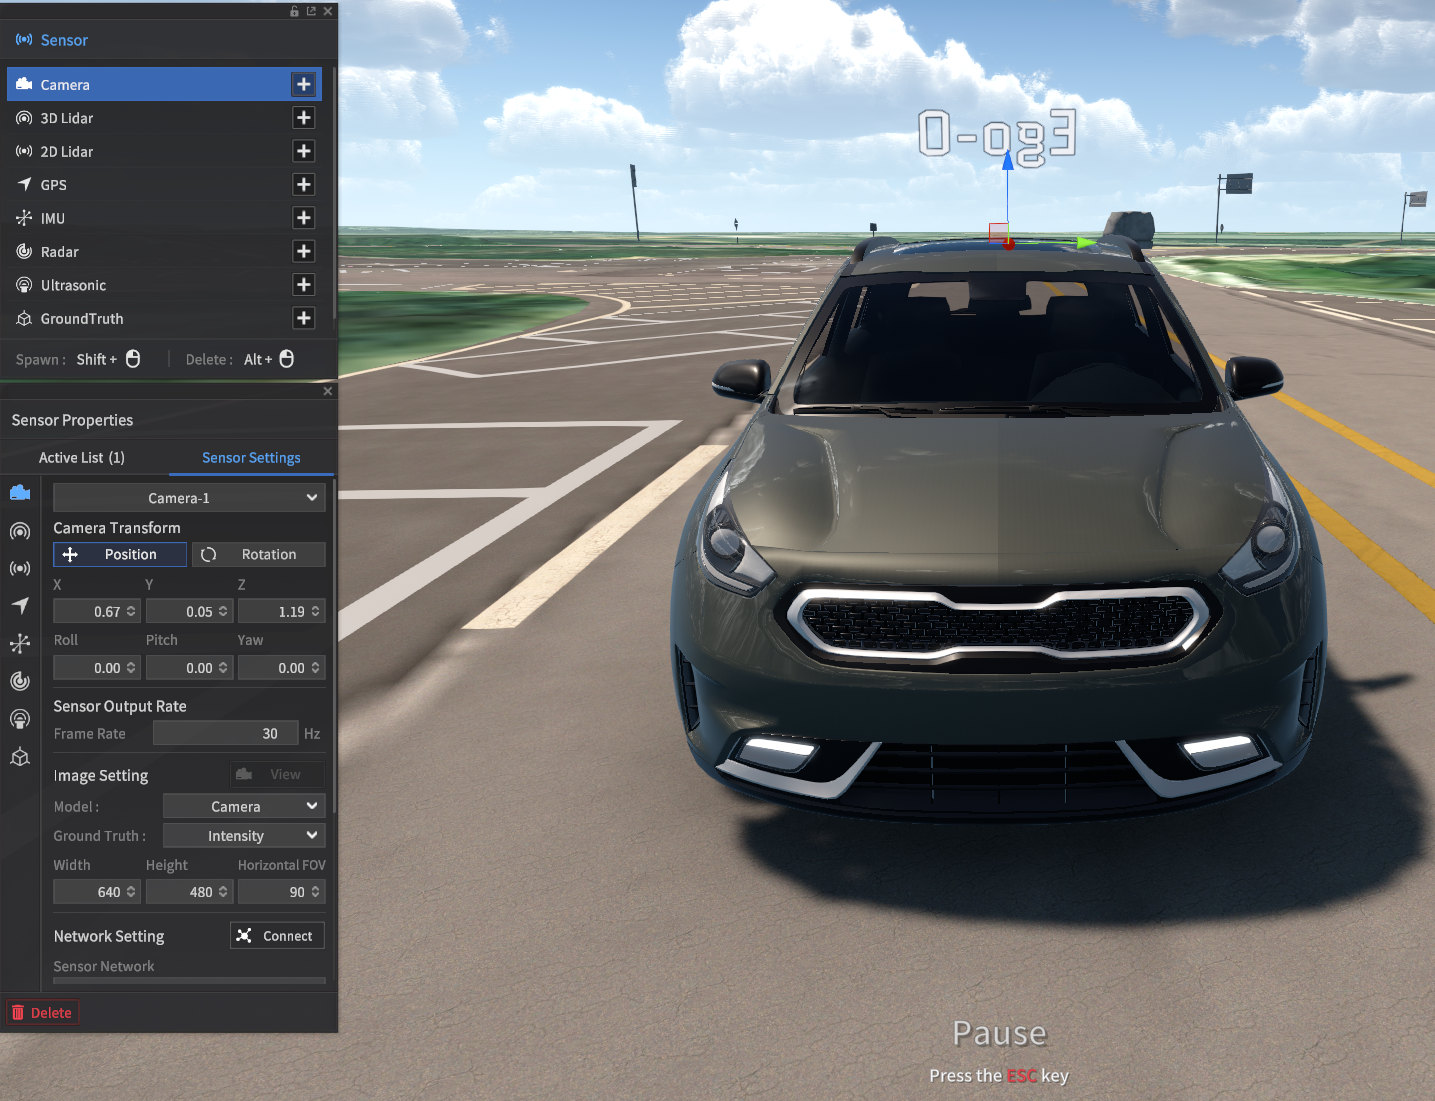 Sensor
Camera
3D Lidar
2D Lidar
GPS
IMU
Radar
Ultrasonic
GroundTruth
Spawn : Shift + | Delete : Alt +
Sensor Properties
Active List (1) Sensor Settings
Camera-1
Camera Transform
Position Rotation
X Y Z
0.67 0.05 1.19
Roll Pitch Yaw
0.00 0.00 0.00
Sensor Output Rate
Frame Rate 30 Hz
Image Setting View
Model : Camera
Ground Truth : Intensity
Width Height Horizontal FOV
640 480 90
Network Setting Connect
Sensor Network
Delete
Ego-0
Pause
Press the ESC key